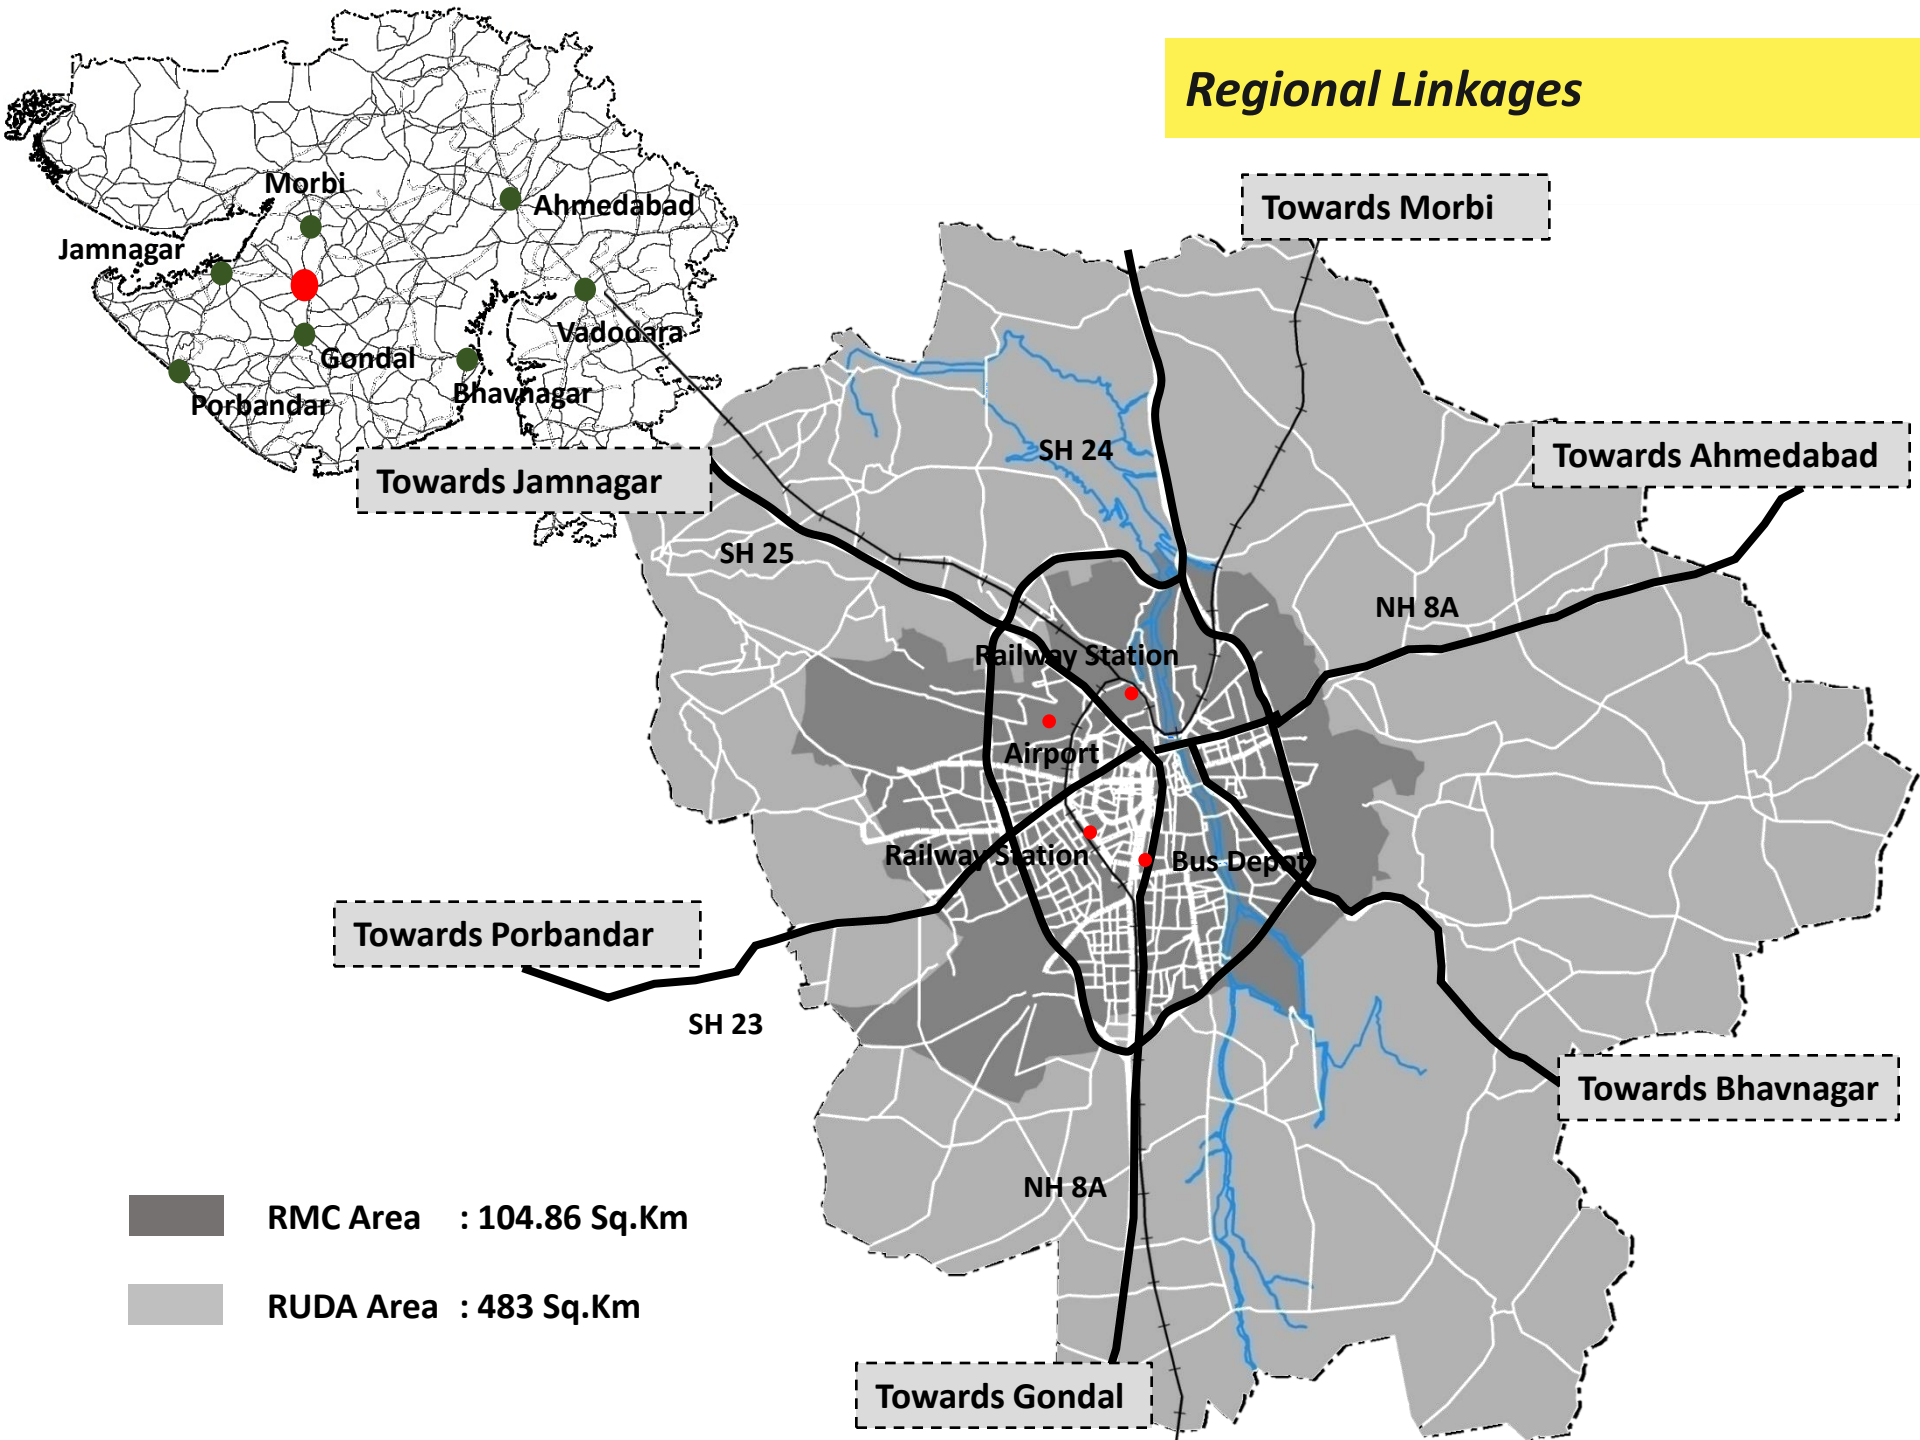 Regional Linkages
Morbi
Ahmedabad
Jamnagar
Vadodara
Gondal
Bhavnagar
Porbandar
Towards Morbi
Towards Ahmedabad
SH 24
Towards Jamnagar
SH 25
NH 8A
Railway Station
Airport
Railway Station
Bus Depot
Towards Porbandar
SH 23
Towards Bhavnagar
NH 8A
RMC Area : 104.86 Sq.Km
RUDA Area : 483 Sq.Km
Towards Gondal